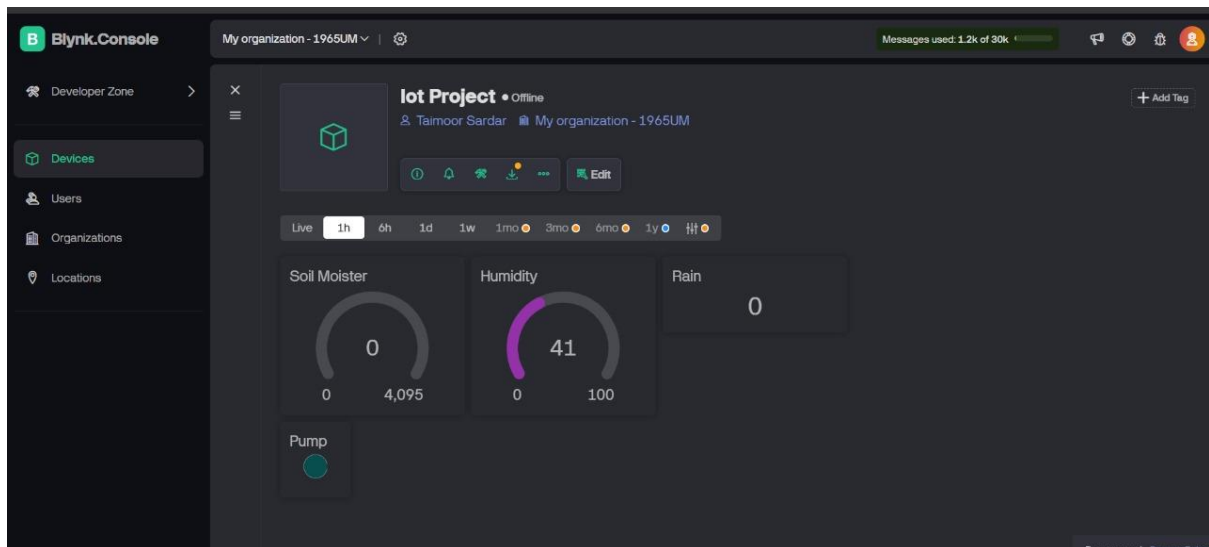 B Blynk.Console
My organization - 1965UM
Messages used: 1.2k of 30k
Developer Zone
Devices
Users
Organizations
Locations
Iot Project • Offline
Taimoor Sardar My organization - 1965UM
+ Add Tag
Edit
Live 1h 6h 1d 1w 1mo 3mo 6mo 1y
Soil Moister
0
0 4,095
Humidity
41
0 100
Rain
0
Pump